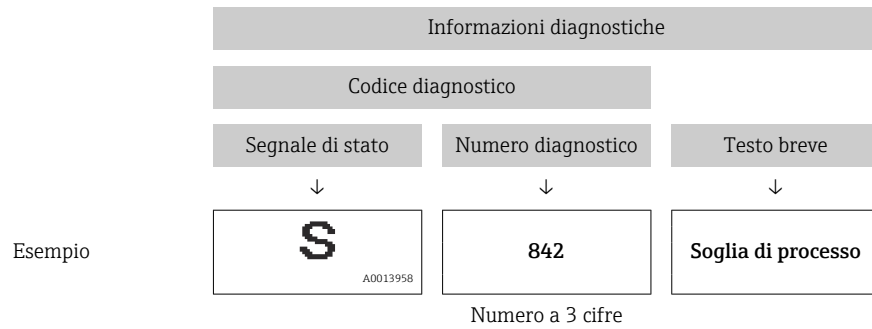 Informazioni diagnostiche
Codice diagnostico
Segnale di stato Numero diagnostico Testo breve
↓ ↓ ↓
Esempio S 842 Soglia di processo
A0013958
Numero a 3 cifre